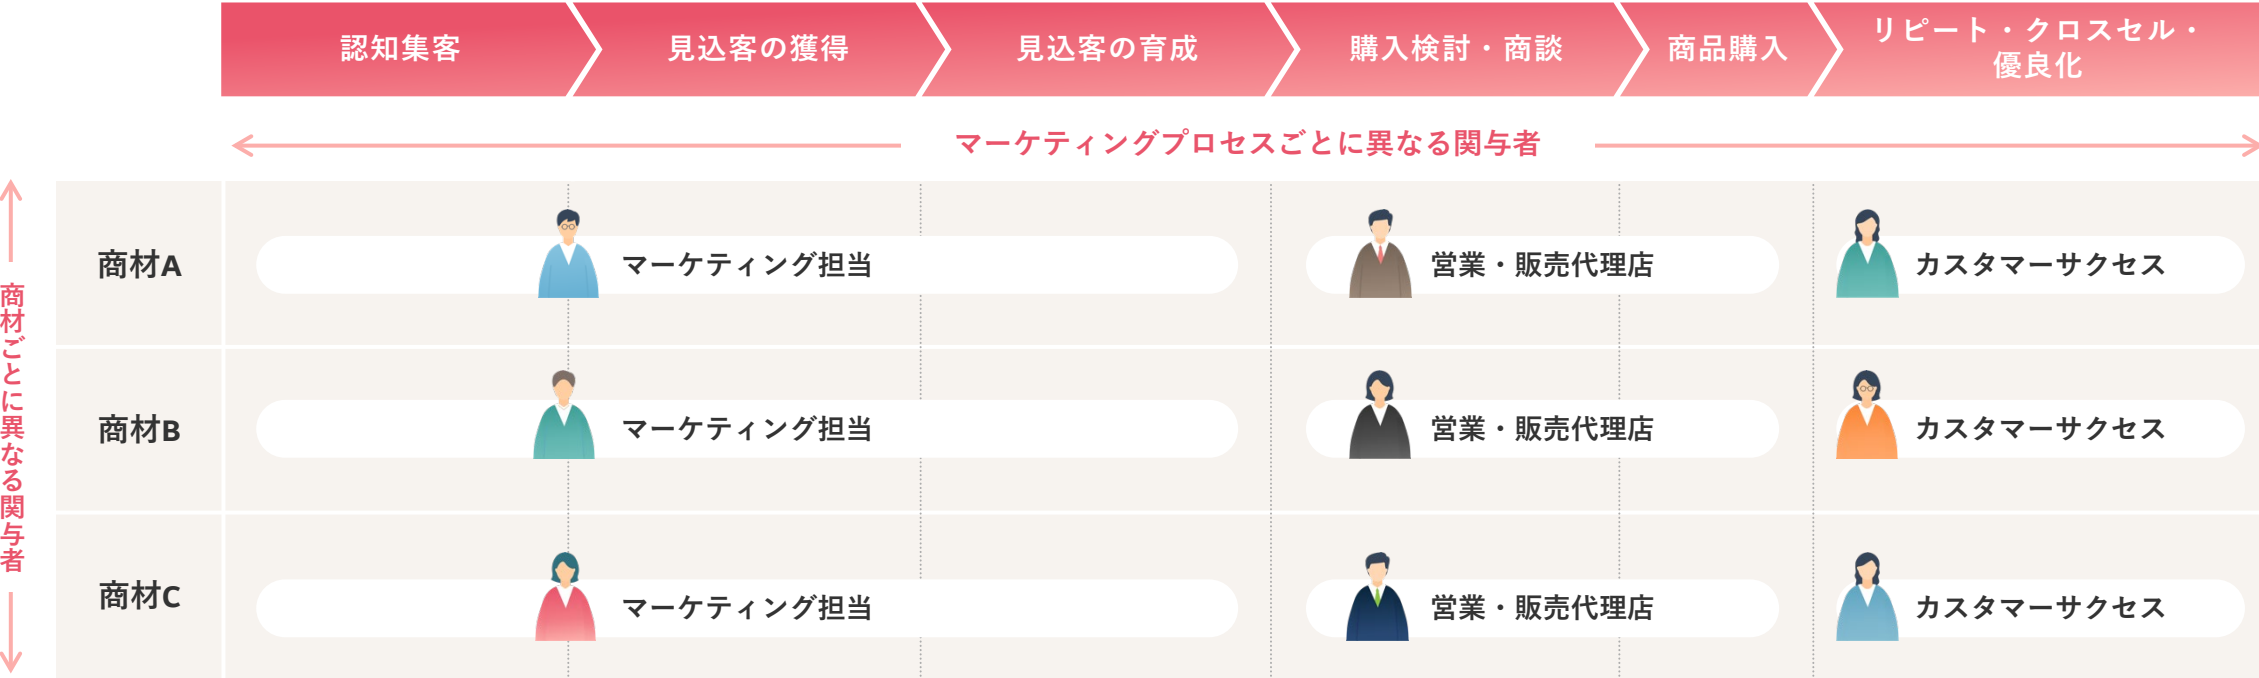 認知集客
見込客の獲得
見込客の育成
購入検討・商談
商品購入
リピート・クロスセル・
優良化
マーケティングプロセスごとに異なる関与者
商材ごとに異なる関与者
商材A
マーケティング担当
営業・販売代理店
カスタマーサクセス
商材B
マーケティング担当
営業・販売代理店
カスタマーサクセス
商材C
マーケティング担当
営業・販売代理店
カスタマーサクセス